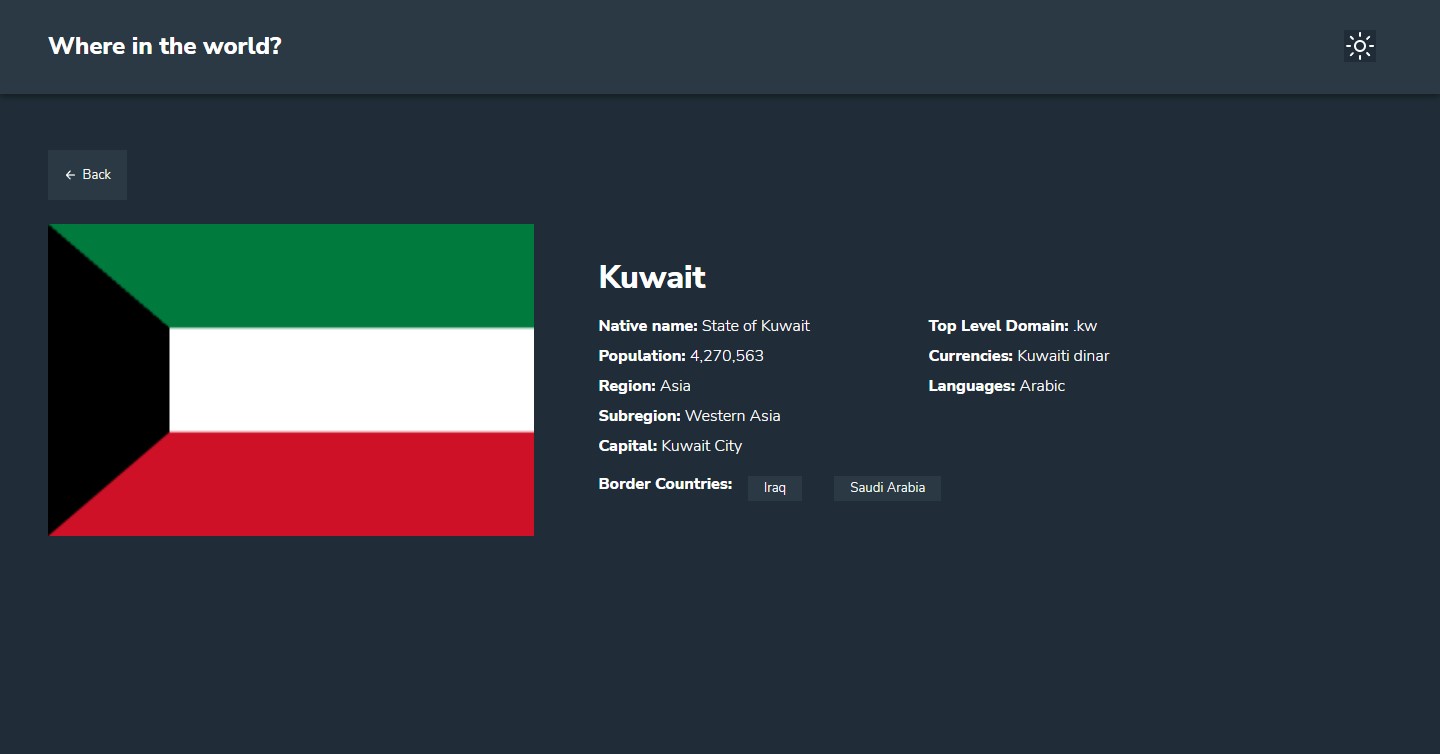 Where in the world?
Back
Kuwait
Native name: State of Kuwait
Population: 4,270,563
Region: Asia
Subregion: Western Asia
Capital: Kuwait City
Top Level Domain: .kw
Currencies: Kuwaiti dinar
Languages: Arabic
Border Countries: Iraq Saudi Arabia